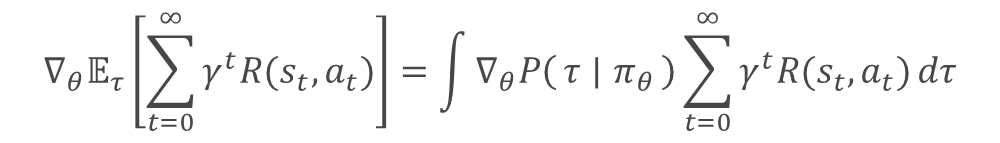 ∇_θ 𝔼_τ [∑_{t=0}^{∞} γ^t R(s_t, a_t)] = ∫ ∇_θ P( τ ∣ π_θ ) ∑_{t=0}^{∞} γ^t R(s_t, a_t) dτ